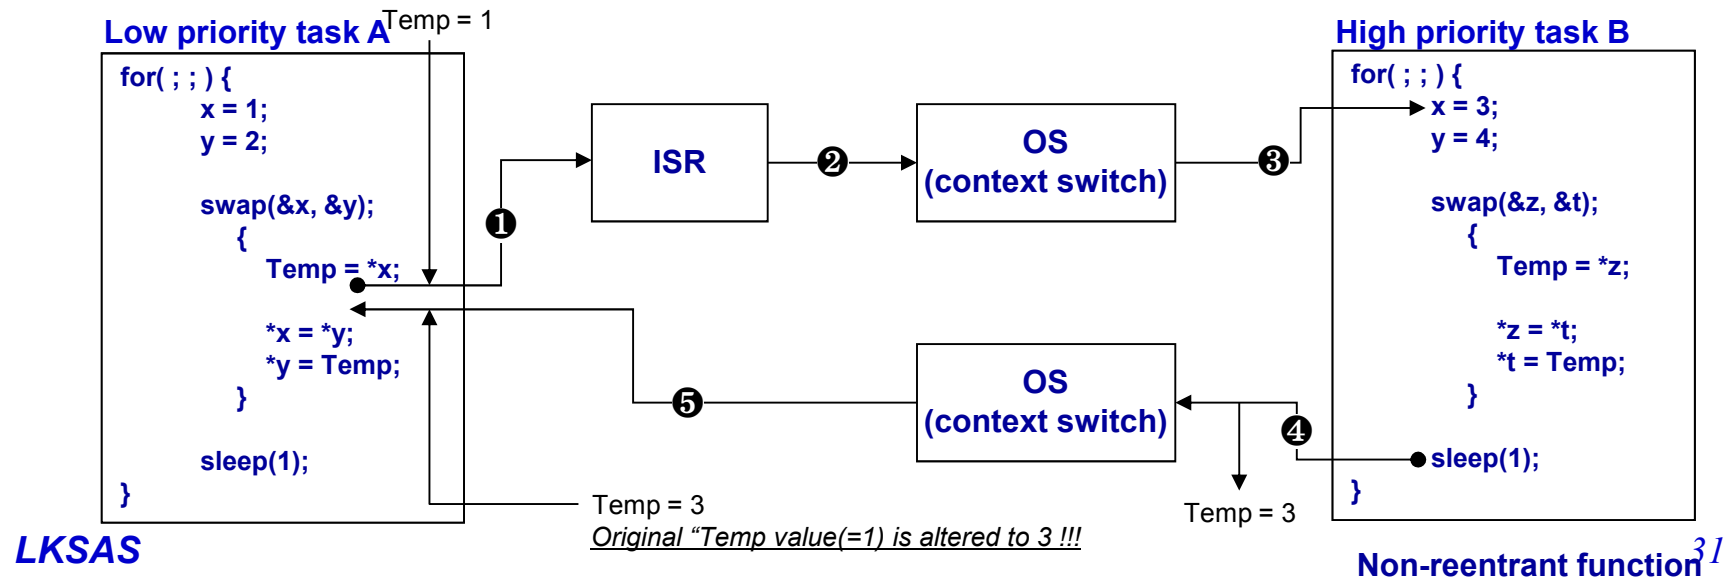 Temp = 1
Low priority task A
for( ; ; ) {
x = 1;
y = 2;
swap(&x, &y);
{
Temp = *x;
*x = *y;
*y = Temp;
}
sleep(1);
}
❶
ISR
❷
OS
(context switch)
❸
High priority task B
for( ; ; ) {
x = 3;
y = 4;
swap(&z, &t);
{
Temp = *z;
*z = *t;
*t = Temp;
}
sleep(1);
}
❹
OS
(context switch)
❺
Temp = 3
Temp = 3
Original “Temp value(=1) is altered to 3 !!!
LKSAS
Non-reentrant function
31